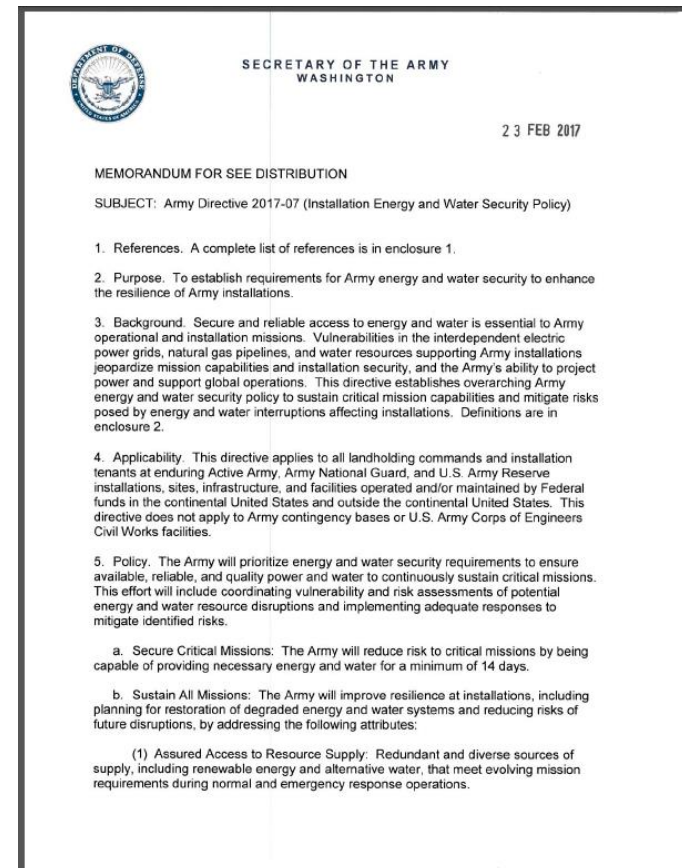 DEPARTMENT OF DEFENSE
UNITED STATES OF AMERICA
SECRETARY OF THE ARMY
WASHINGTON
2 3 FEB 2017
MEMORANDUM FOR SEE DISTRIBUTION
SUBJECT: Army Directive 2017-07 (Installation Energy and Water Security Policy)
1. References. A complete list of references is in enclosure 1.
2. Purpose. To establish requirements for Army energy and water security to enhance
the resilience of Army installations.
3. Background. Secure and reliable access to energy and water is essential to Army
operational and installation missions. Vulnerabilities in the interdependent electric
power grids, natural gas pipelines, and water resources supporting Army installations
jeopardize mission capabilities and installation security, and the Army's ability to project
power and support global operations. This directive establishes overarching Army
energy and water security policy to sustain critical mission capabilities and mitigate risks
posed by energy and water interruptions affecting installations. Definitions are in
enclosure 2.
4. Applicability. This directive applies to all landholding commands and installation
tenants at enduring Active Army, Army National Guard, and U.S. Army Reserve
installations, sites, infrastructure, and facilities operated and/or maintained by Federal
funds in the continental United States and outside the continental United States. This
directive does not apply to Army contingency bases or U.S. Army Corps of Engineers
Civil Works facilities.
5. Policy. The Army will prioritize energy and water security requirements to ensure
available, reliable, and quality power and water to continuously sustain critical missions.
This effort will include coordinating vulnerability and risk assessments of potential
energy and water resource disruptions and implementing adequate responses to
mitigate identified risks.
a. Secure Critical Missions: The Army will reduce risk to critical missions by being
capable of providing necessary energy and water for a minimum of 14 days.
b. Sustain All Missions: The Army will improve resilience at installations, including
planning for restoration of degraded energy and water systems and reducing risks of
future disruptions, by addressing the following attributes:
(1) Assured Access to Resource Supply: Redundant and diverse sources of
supply, including renewable energy and alternative water, that meet evolving mission
requirements during normal and emergency response operations.